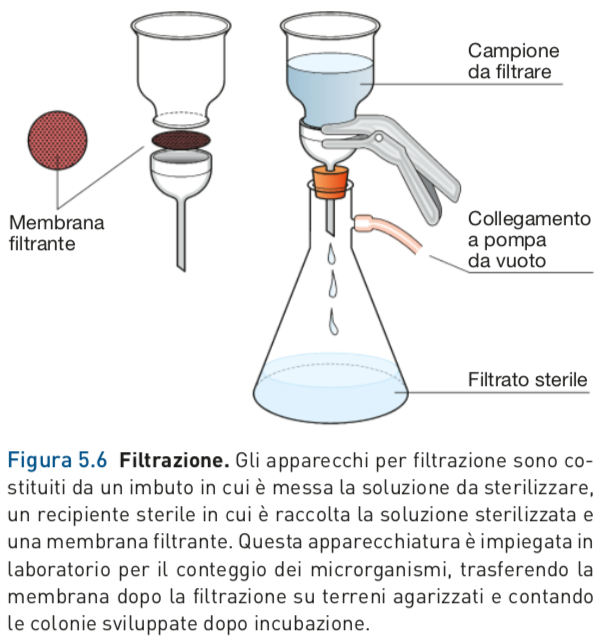 Campione
da filtrare
Membrana
filtrante
Collegamento
a pompa
da vuoto
Filtrato sterile
Figura 5.6 Filtrazione. Gli apparecchi per filtrazione sono co-
stituiti da un imbuto in cui è messa la soluzione da sterilizzare,
un recipiente sterile in cui è raccolta la soluzione sterilizzata e
una membrana filtrante. Questa apparecchiatura è impiegata in
laboratorio per il conteggio dei microrganismi, trasferendo la
membrana dopo la filtrazione su terreni agarizzati e contando
le colonie sviluppate dopo incubazione.